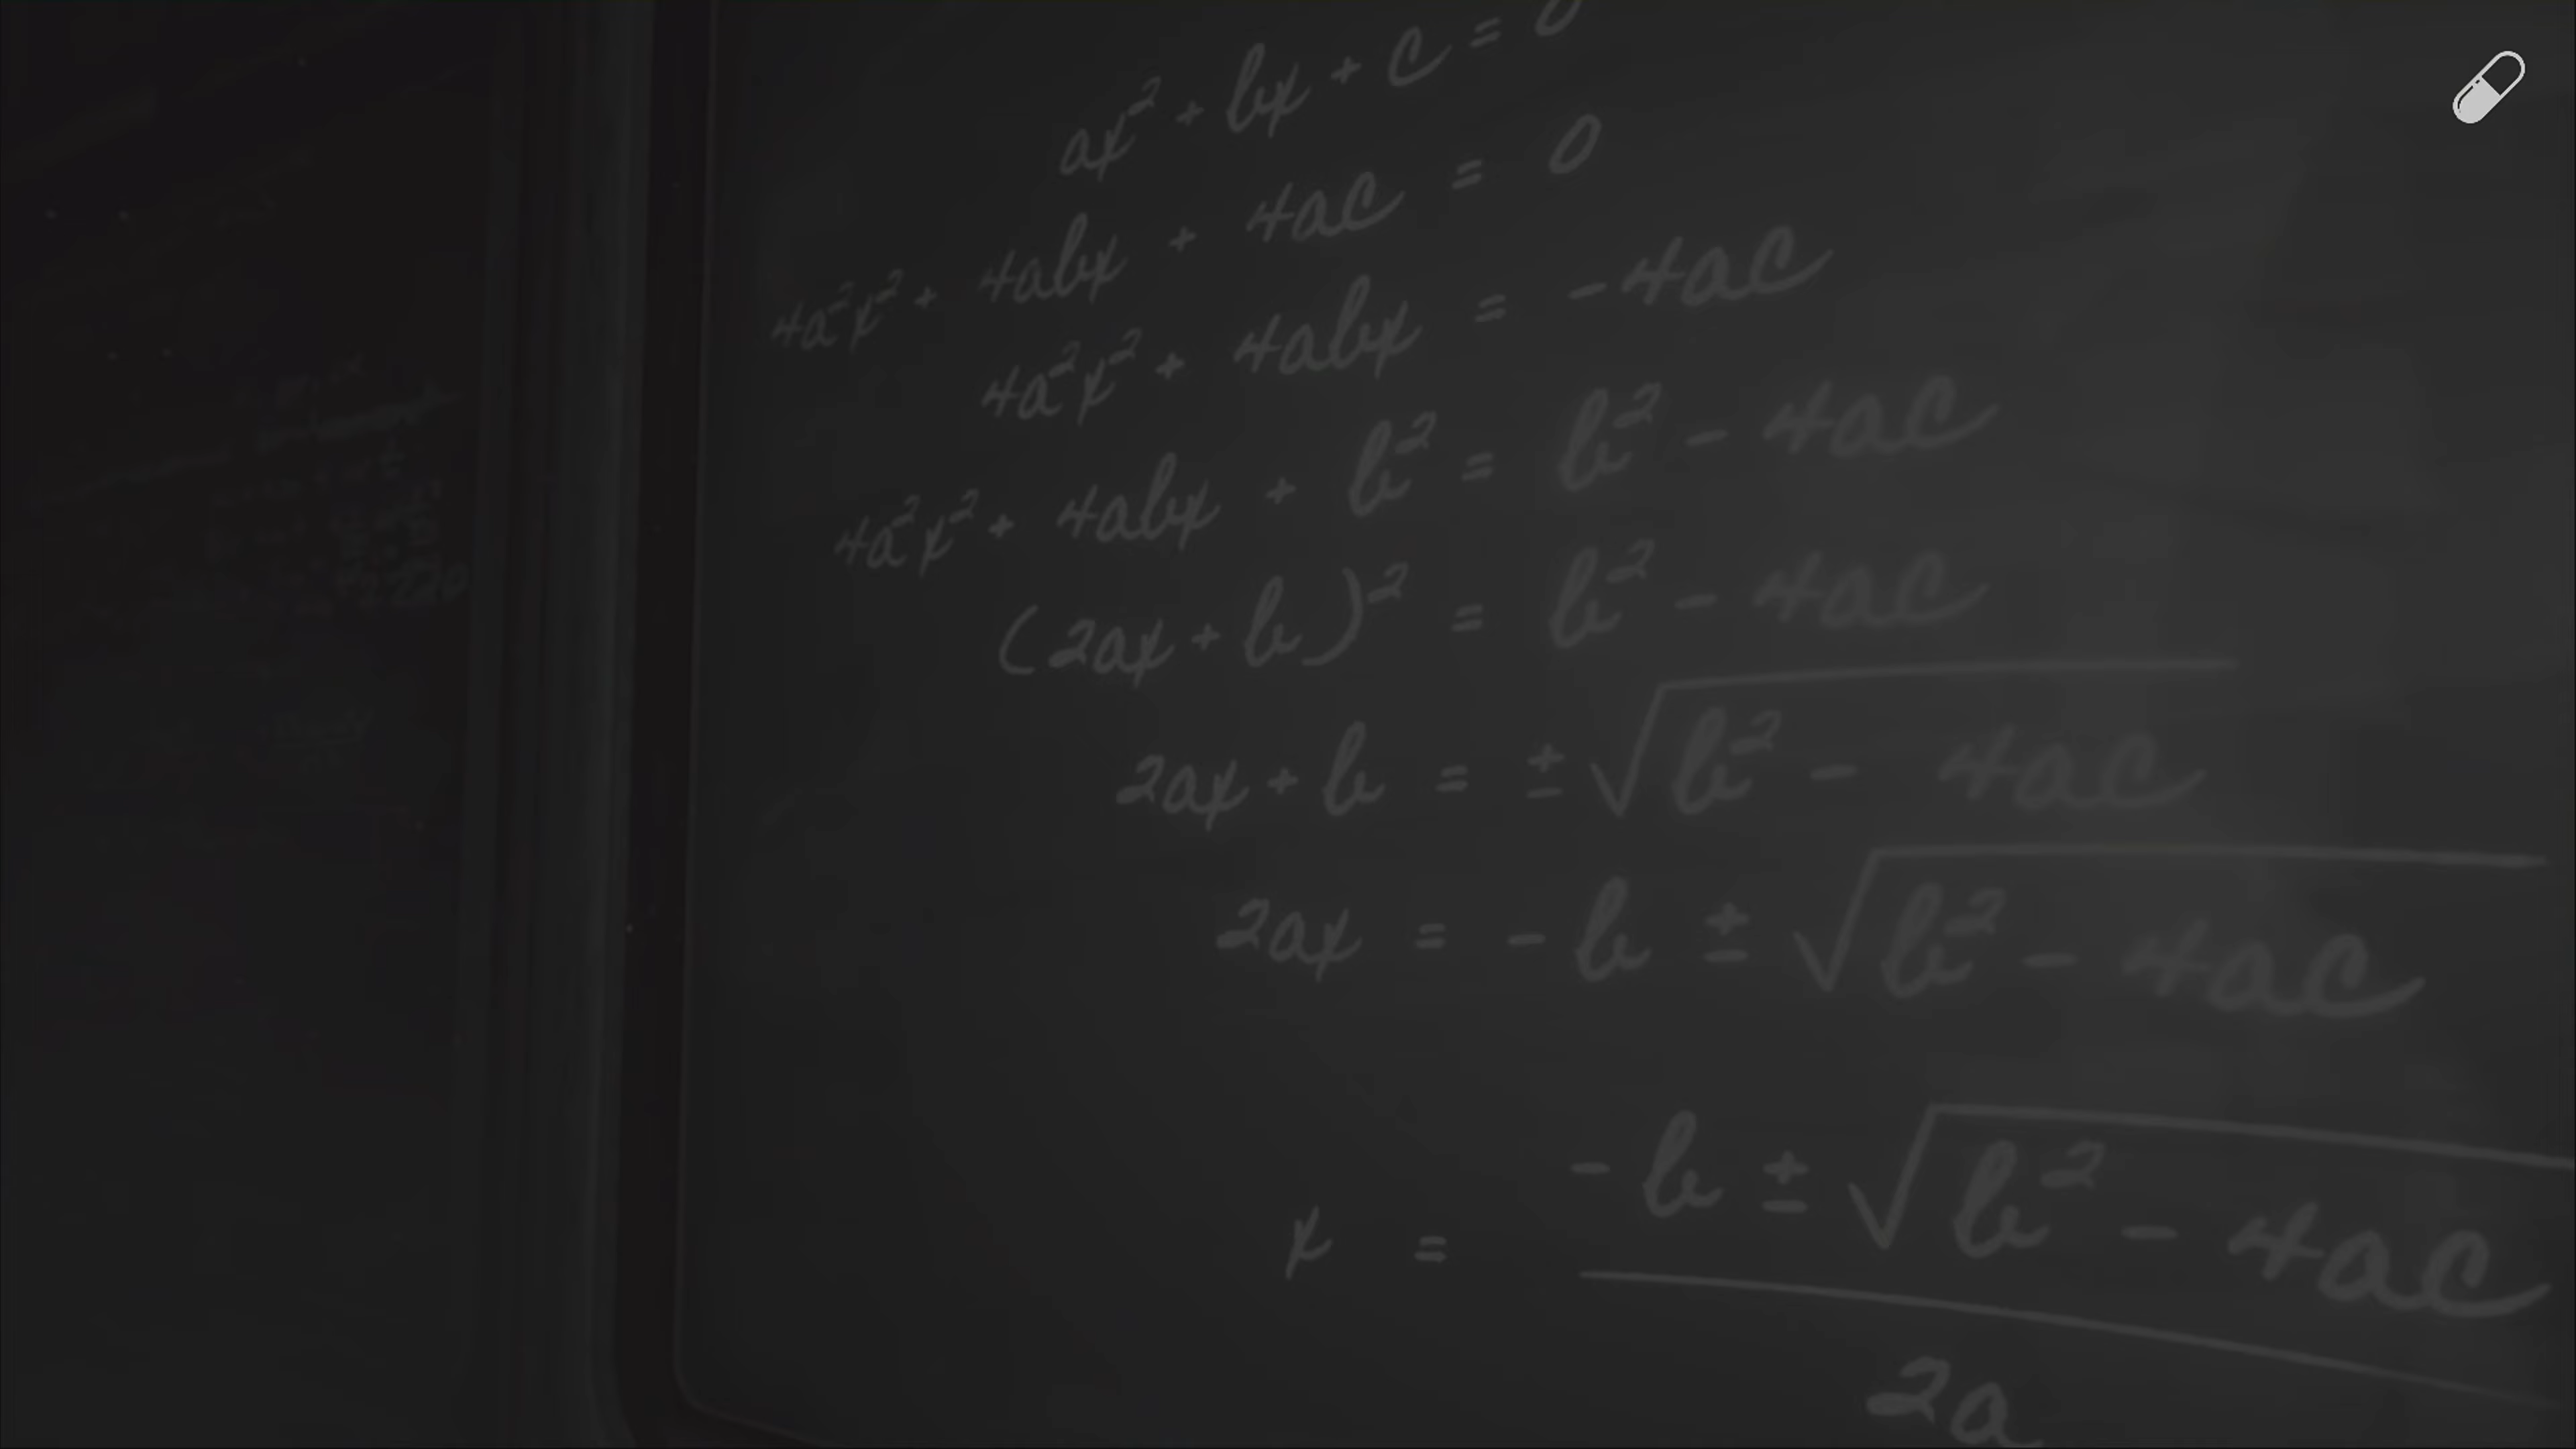 ax² + bx + c = 0
4a²x² + 4abx + 4ac = 0
4a²x² + 4abx = -4ac
4a²x² + 4abx + b² = b² - 4ac
(2ax + b)² = b² - 4ac
2ax + b = ±√(b² - 4ac)
2ax = -b ± √(b² - 4ac)
x = (-b ± √(b² - 4ac)) / 2a